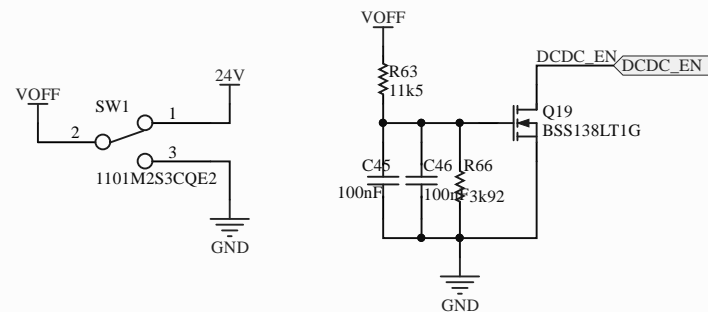 VOFF
SW1
2
1
24V
3
1101M2S3CQE2
GND
VOFF
R63
11k5
DCDC_EN
DCDC_EN
Q19
BSS138LT1G
C45
100nF
C46
100nF
R66
3k92
GND